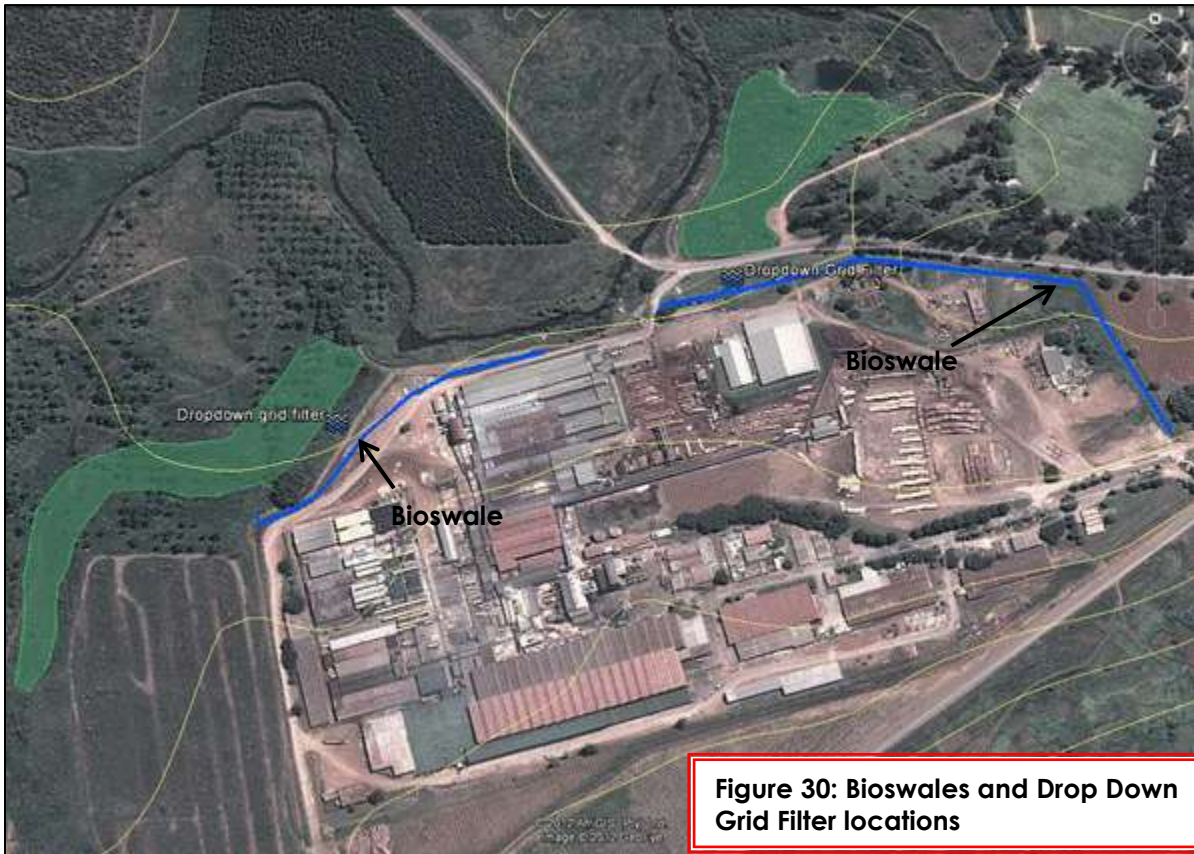 Dropdown Grid Filter
Bioswale
Dropdown grid filter
Bioswale
Figure 30: Bioswales and Drop Down
Grid Filter locations